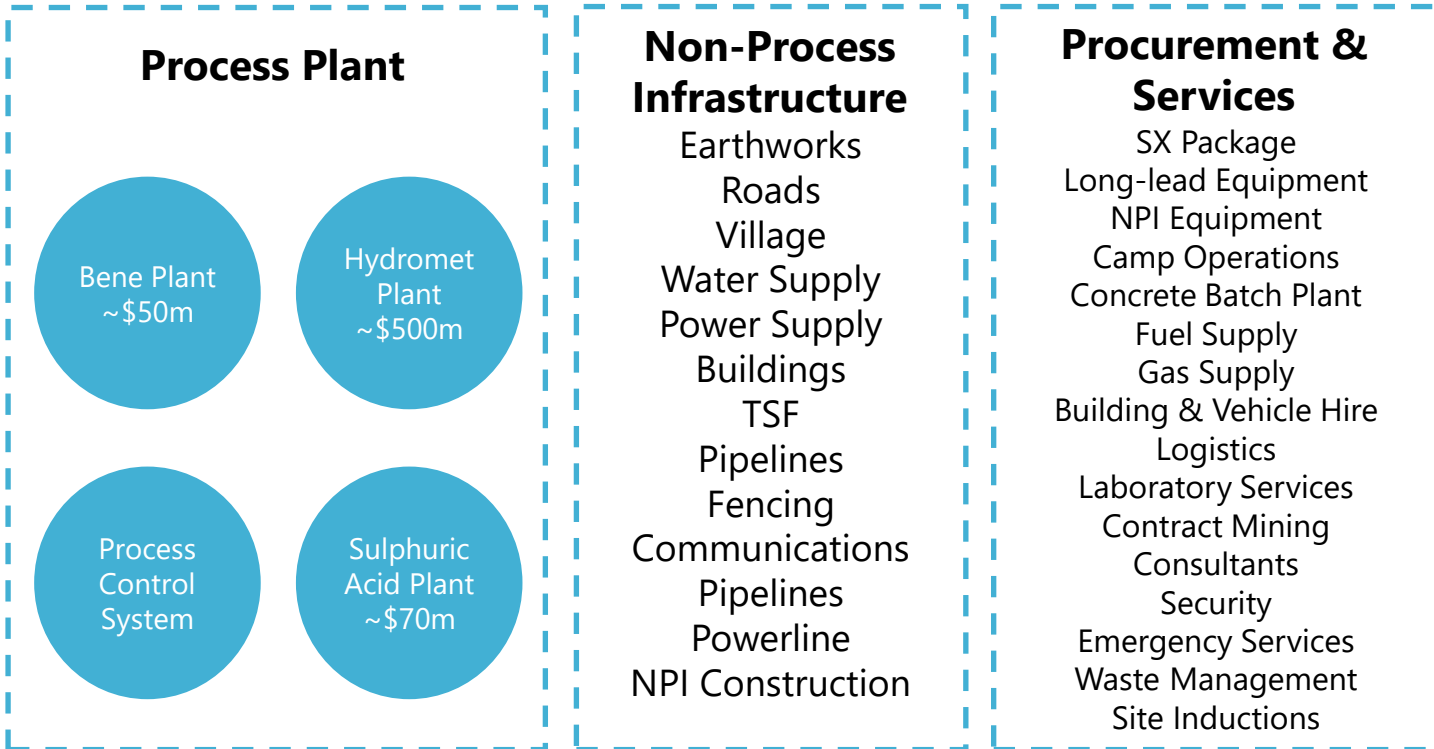 Process Plant
Bene Plant
~$50m
Hydromet
Plant
~$500m
Process
Control
System
Sulphuric
Acid Plant
~$70m
Non-Process
Infrastructure
Earthworks
Roads
Village
Water Supply
Power Supply
Buildings
TSF
Pipelines
Fencing
Communications
Pipelines
Powerline
NPI Construction
Procurement &
Services
SX Package
Long-lead Equipment
NPI Equipment
Camp Operations
Concrete Batch Plant
Fuel Supply
Gas Supply
Building & Vehicle Hire
Logistics
Laboratory Services
Contract Mining
Consultants
Security
Emergency Services
Waste Management
Site Inductions